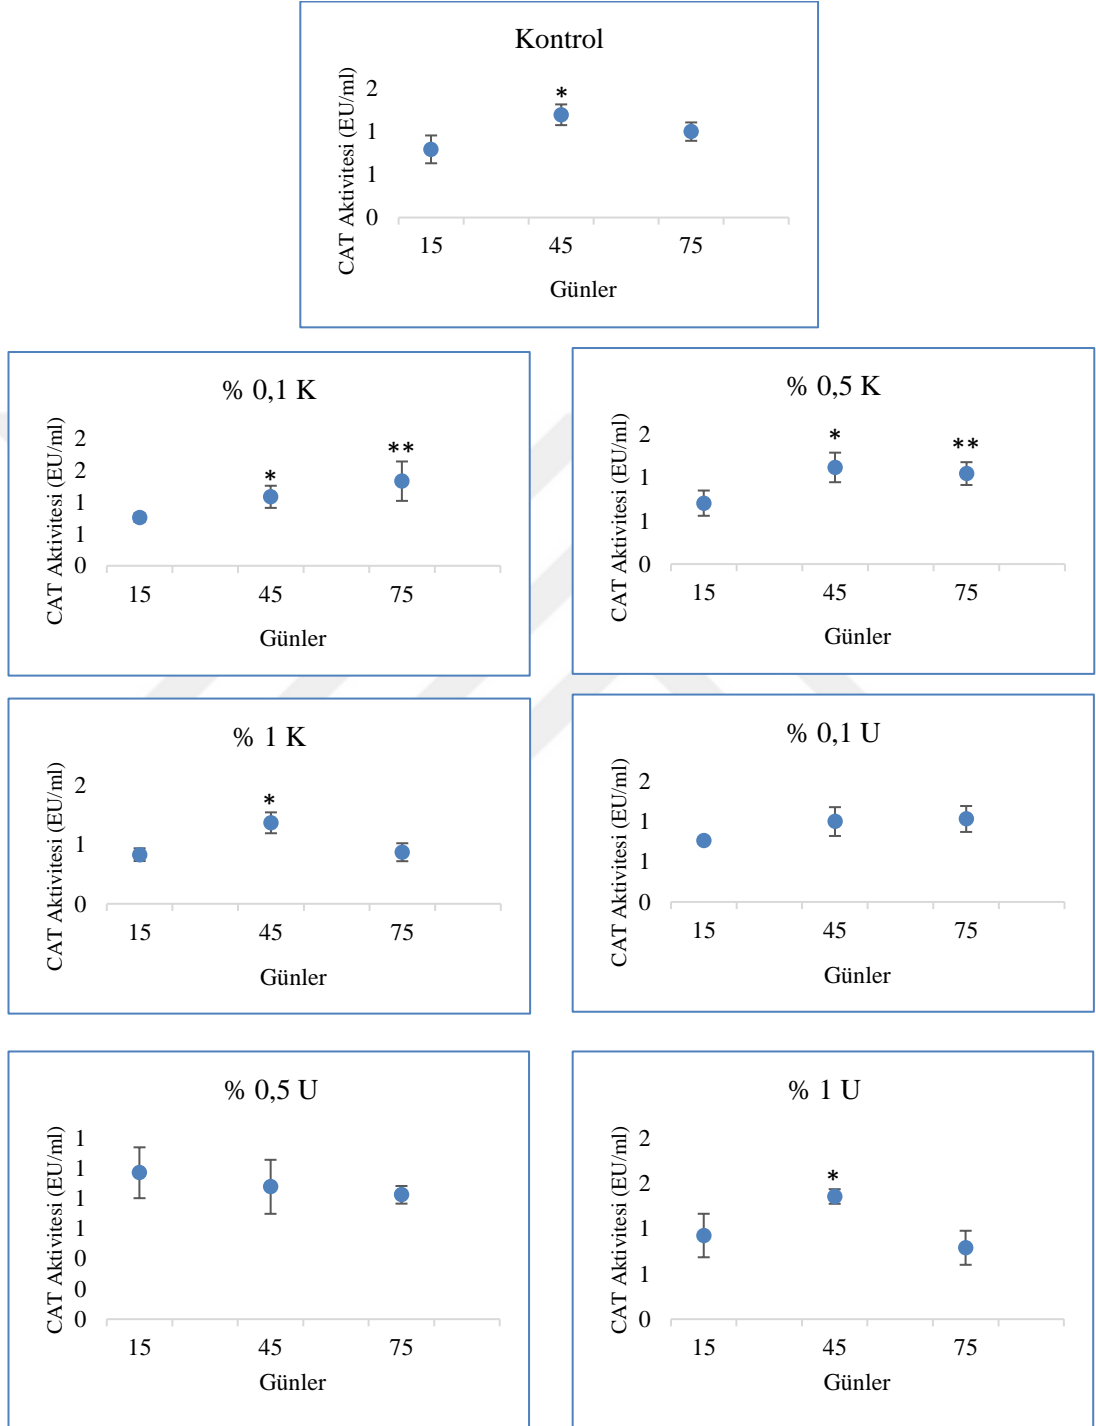 Kontrol
CAT Aktivitesi (EU/ml)
2
1
1
0
*
15 45 75
Günler
% 0,1 K
CAT Aktivitesi (EU/ml)
2
2
1
1
0
* **
15 45 75
Günler
% 0,5 K
CAT Aktivitesi (EU/ml)
2
1
1
0
* **
15 45 75
Günler
% 1 K
CAT Aktivitesi (EU/ml)
2
1
0
*
15 45 75
Günler
% 0,1 U
CAT Aktivitesi (EU/ml)
2
1
1
0
15 45 75
Günler
% 0,5 U
CAT Aktivitesi (EU/ml)
1
1
1
1
0
0
0
15 45 75
Günler
% 1 U
CAT Aktivitesi (EU/ml)
2
2
1
1
0
*
15 45 75
Günler